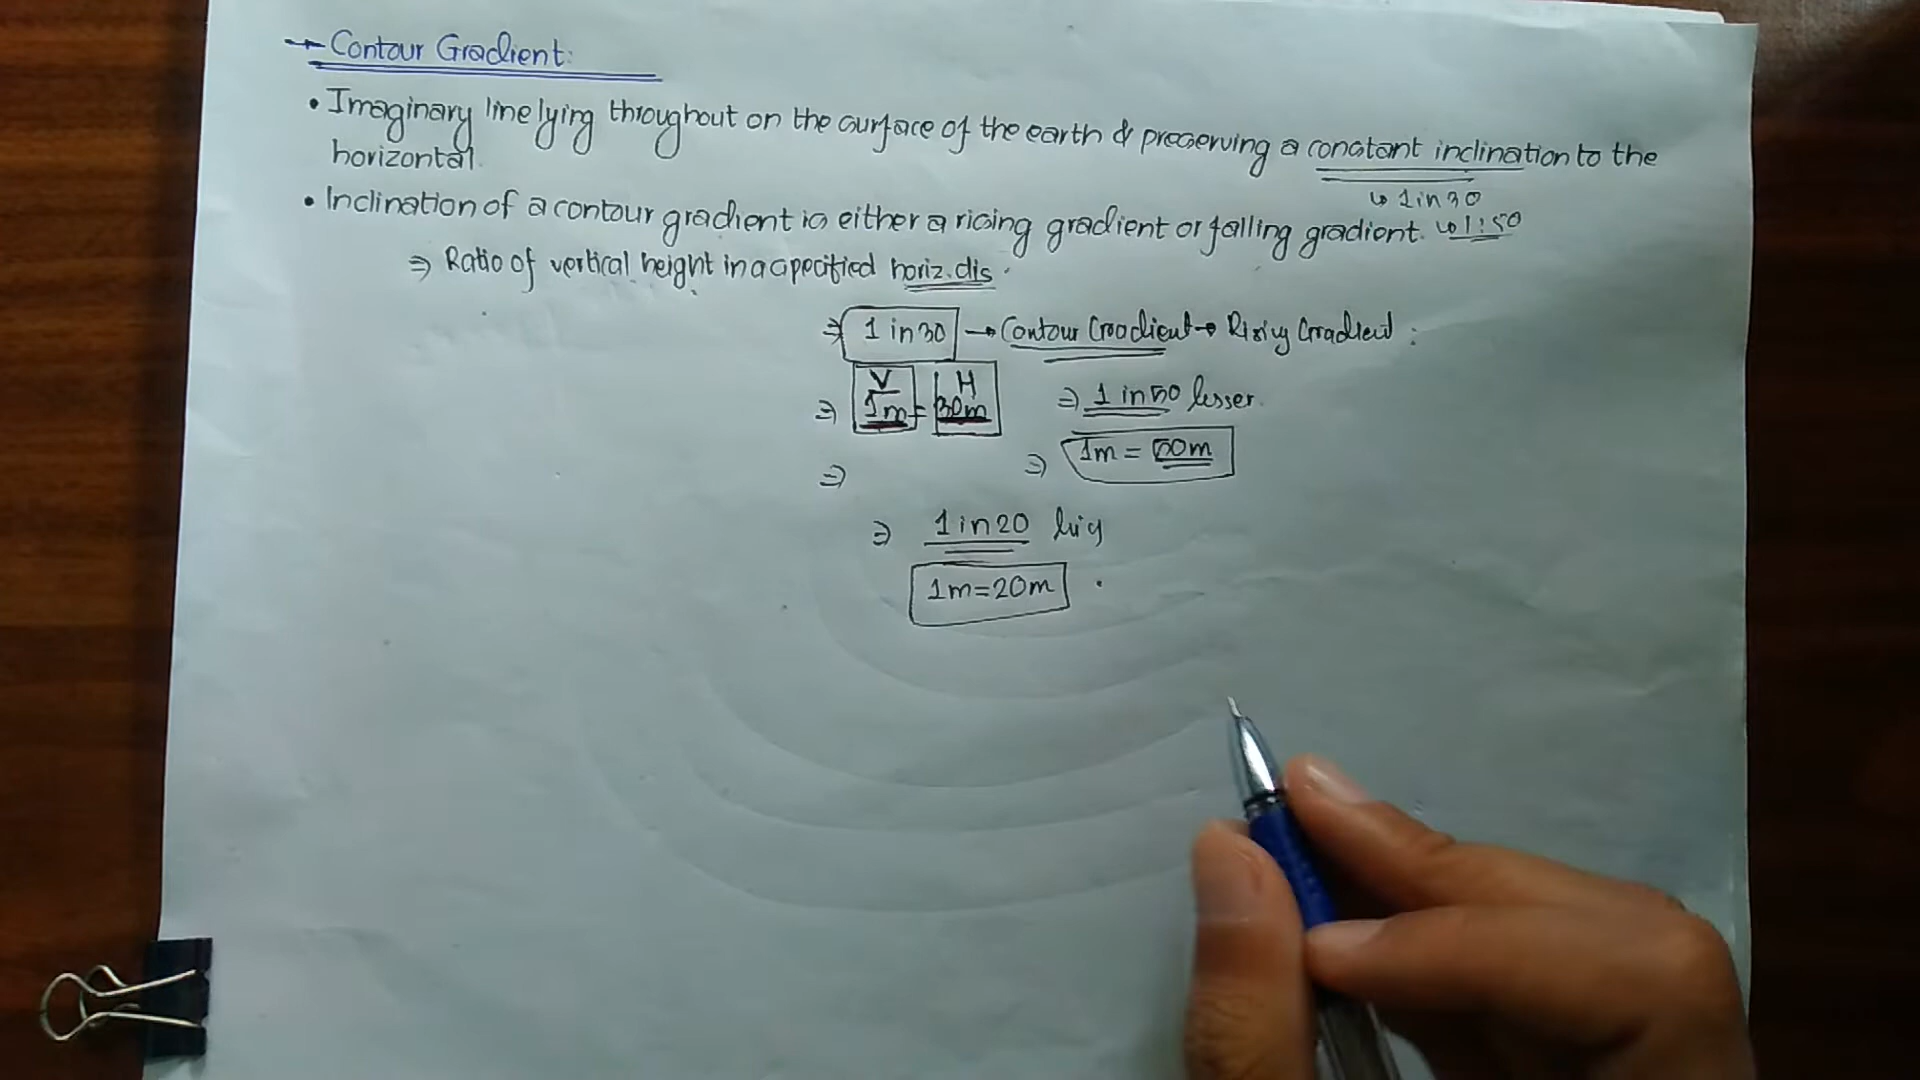 → Contour Gradient:
• Imaginary line lying throughout on the surface of the earth & preserving a constant inclination to the
horizontal.
↳ 1 in 30
• Inclination of a contour gradient is either a rising gradient or falling gradient. ↳ 1:50
⇒ Ratio of vertical height in a specified horiz. dis.
⇒ 1 in 30 → Contour Gradient → Rising Gradient:
V H
⇒ 1m = 30m
⇒ 1 in 50 lesser.
⇒ 1m = 50m
⇒
⇒ 1 in 20
1m=20m